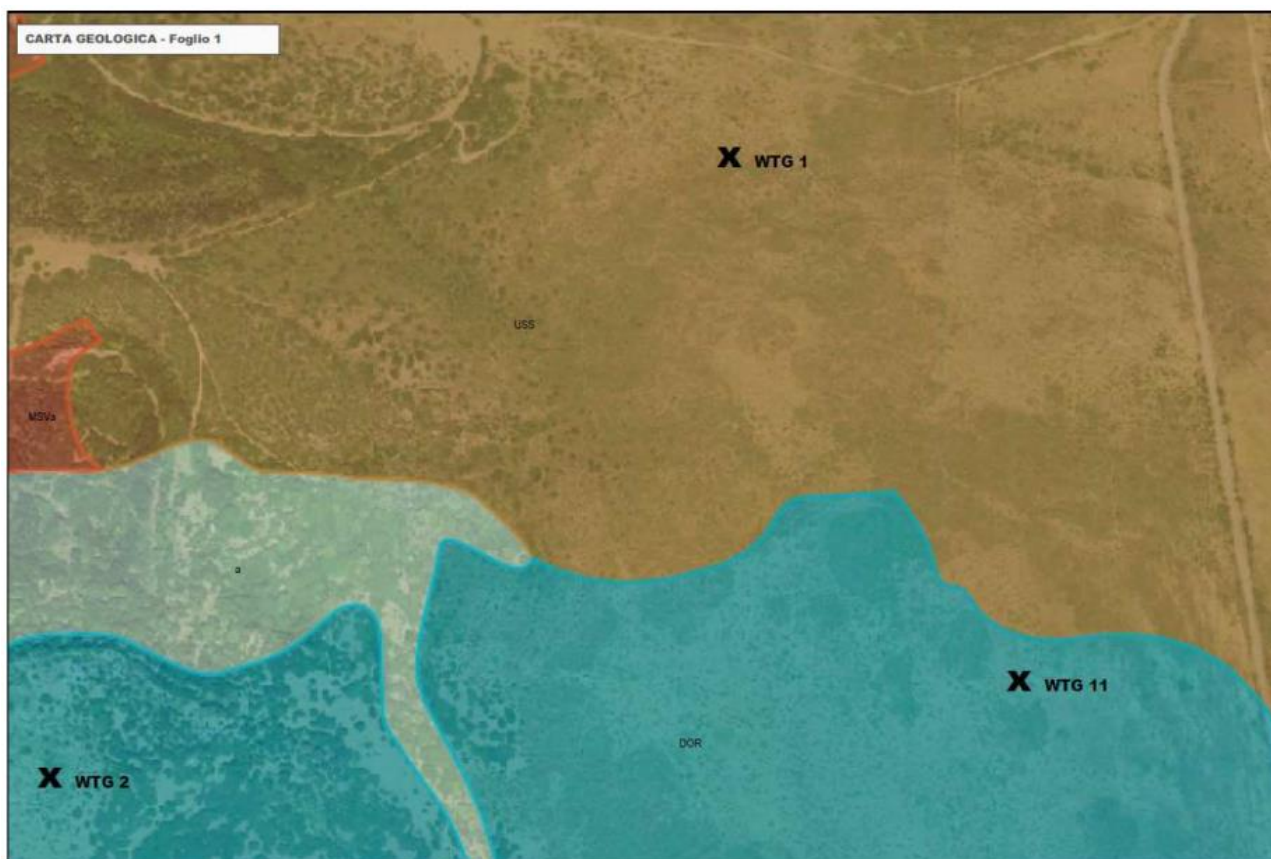 CARTA GEOLOGICA - Foglio 1
X WTG 1
USS
MSVa
a
X WTG 11
DOR
X WTG 2